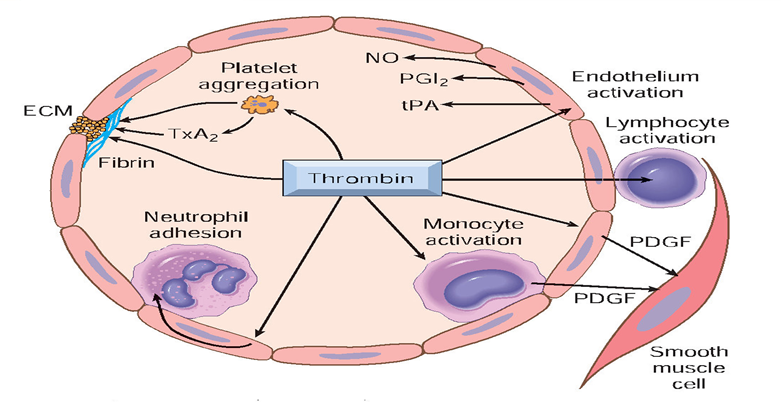 NO
PGI₂
tPA
Platelet
aggregation
Endothelium
activation
ECM
TxA₂
Fibrin
Lymphocyte
activation
Thrombin
Neutrophil
adhesion
Monocyte
activation
PDGF
PDGF
Smooth
muscle
cell